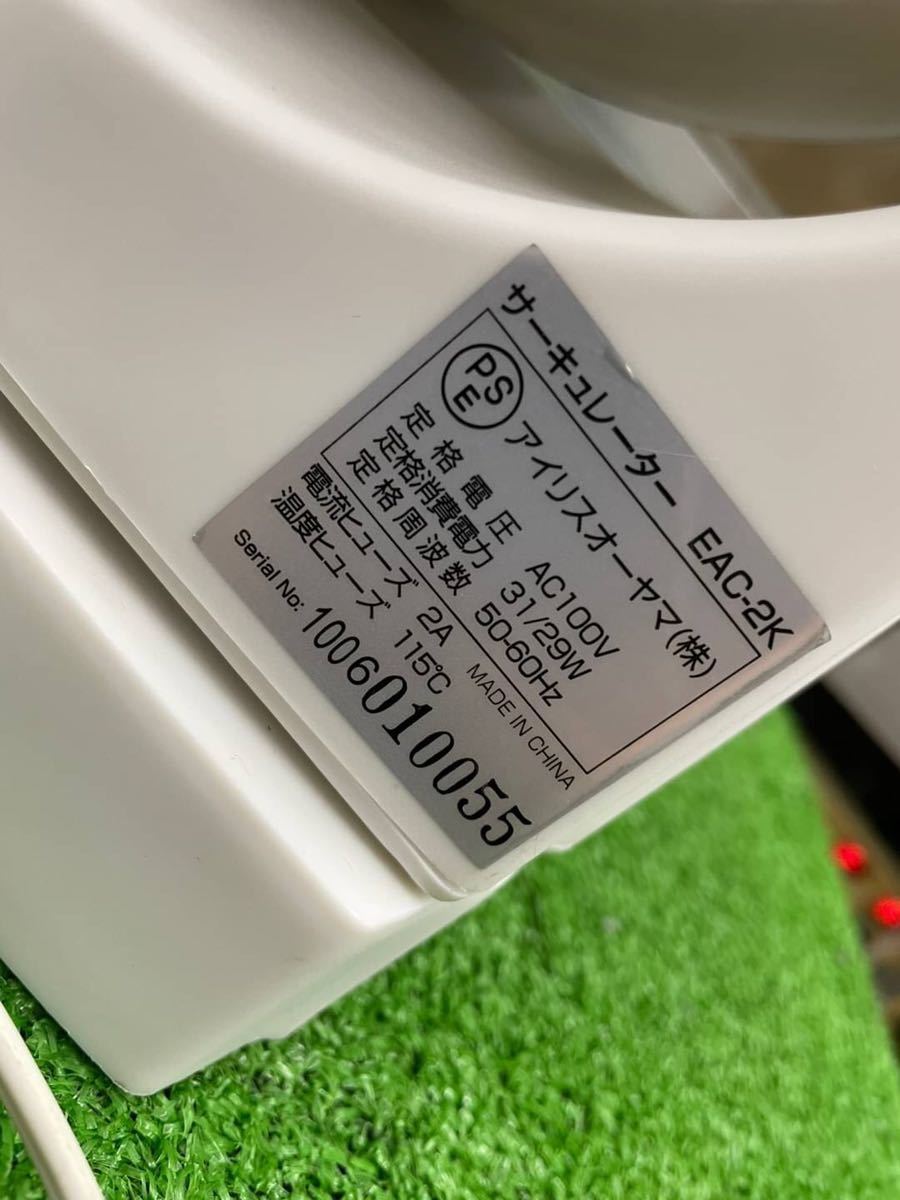 サーキュレーター EAC-2K
PSE アイリスオーヤマ(株)
定格電圧 AC100V
定格消費電力 31/29W
定格周波数 50-60Hz
電流ヒューズ 2A
温度ヒューズ 115℃
MADE IN CHINA
Serial No: 1006010055